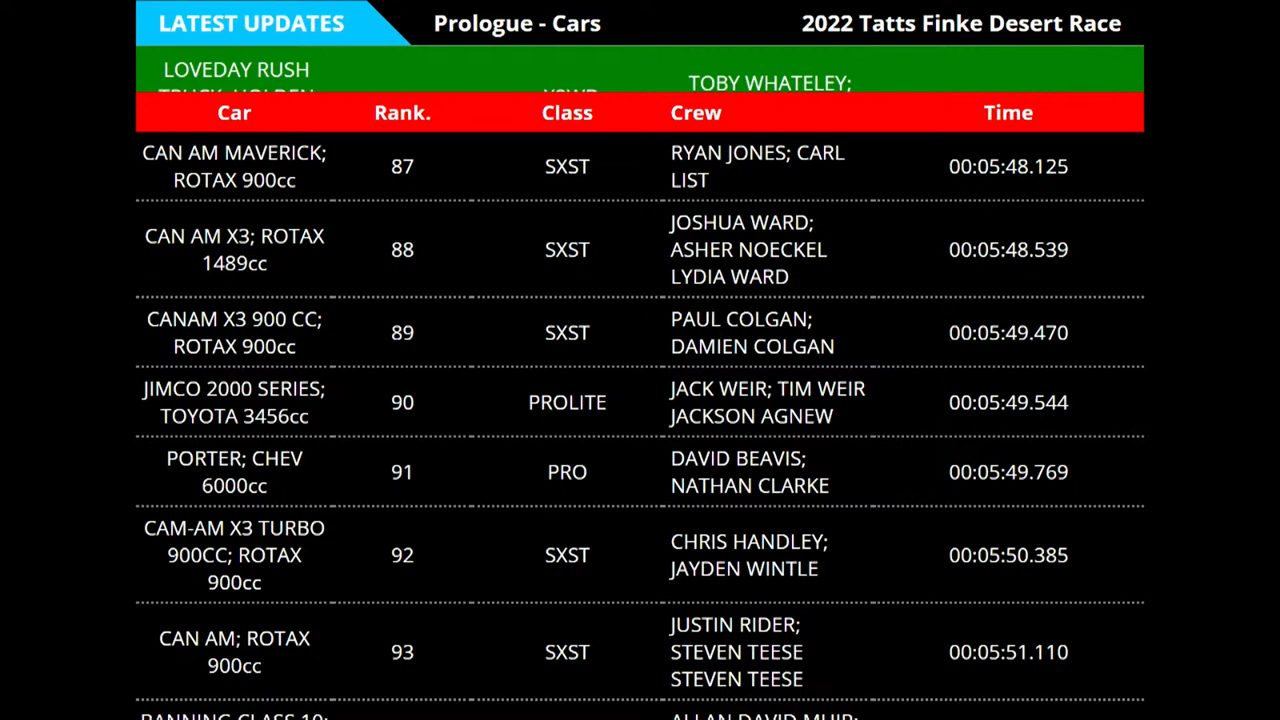 LATEST UPDATES Prologue - Cars 2022 Tatts Finke Desert Race
LOVEDAY RUSH
TOBY WHATELEY;
Car Rank. Class Crew Time
CAN AM MAVERICK;
ROTAX 900cc
87 SXST
RYAN JONES; CARL
LIST
00:05:48.125
CAN AM X3; ROTAX
1489cc
88 SXST
JOSHUA WARD;
ASHER NOECKEL
LYDIA WARD
00:05:48.539
CANAM X3 900 CC;
ROTAX 900cc
89 SXST
PAUL COLGAN;
DAMIEN COLGAN
00:05:49.470
JIMCO 2000 SERIES;
TOYOTA 3456cc
90 PROLITE
JACK WEIR; TIM WEIR
JACKSON AGNEW
00:05:49.544
PORTER; CHEV
6000cc
91 PRO
DAVID BEAVIS;
NATHAN CLARKE
00:05:49.769
CAM-AM X3 TURBO
900CC; ROTAX
900cc
92 SXST
CHRIS HANDLEY;
JAYDEN WINTLE
00:05:50.385
CAN AM; ROTAX
900cc
93 SXST
JUSTIN RIDER;
STEVEN TEESE
STEVEN TEESE
00:05:51.110